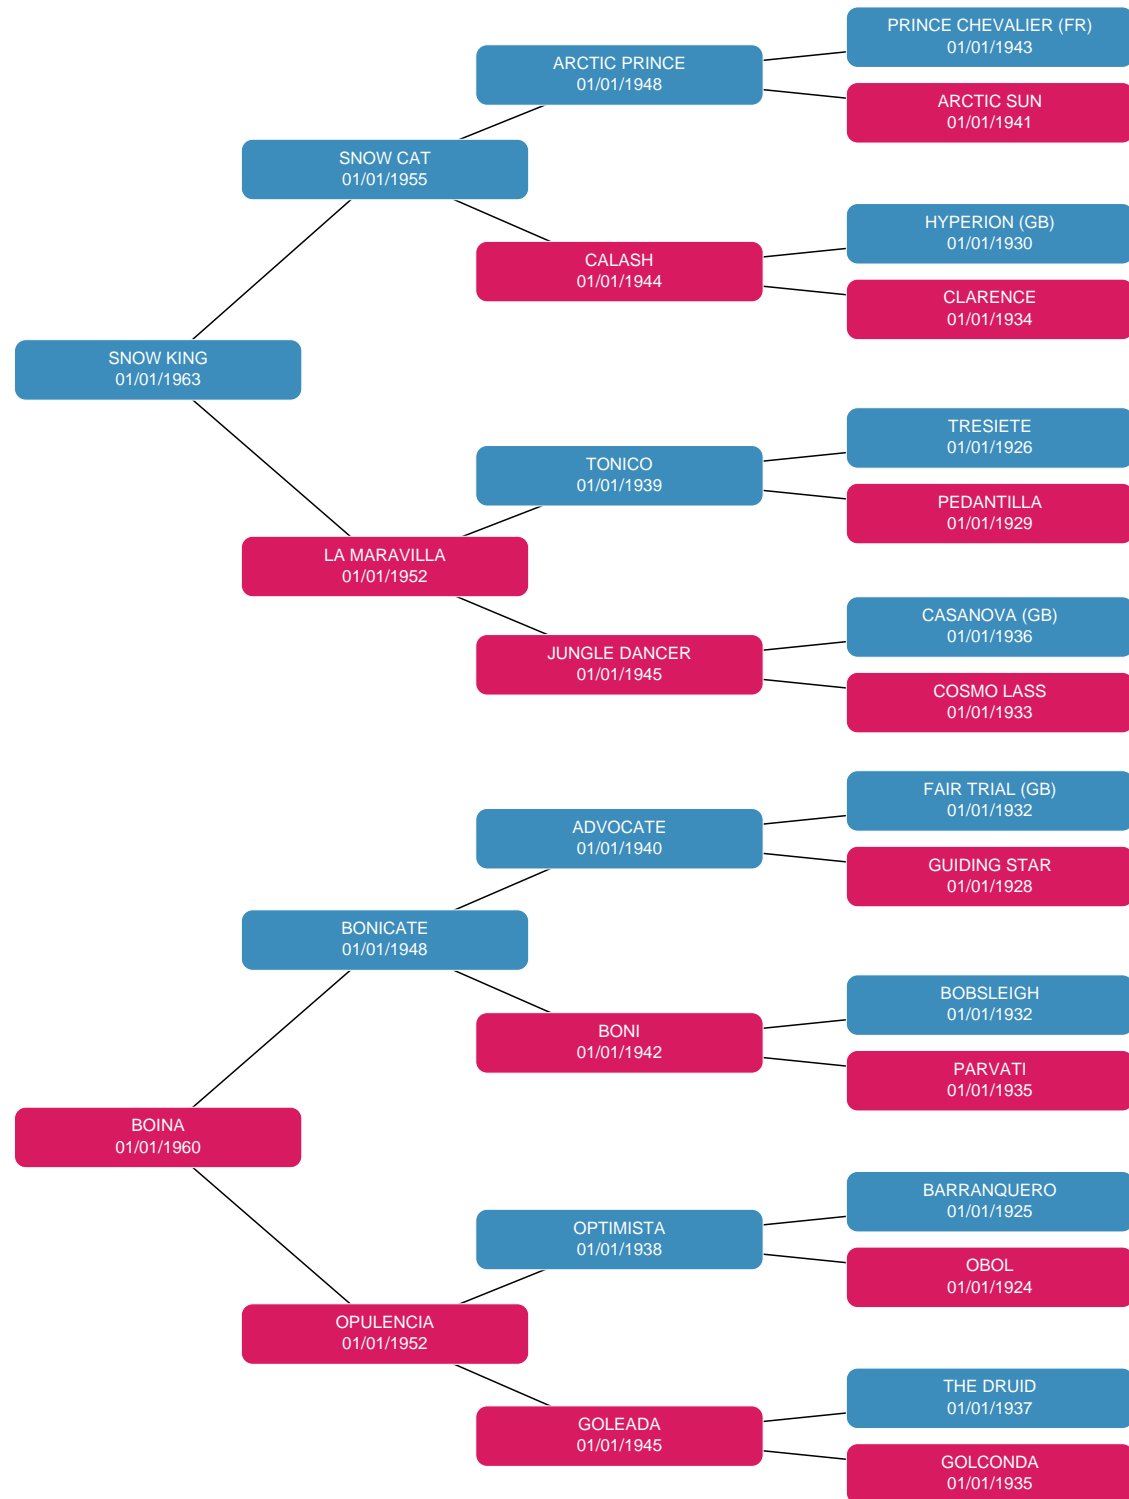 PRINCE CHEVALIER (FR)
01/01/1943
ARCTIC PRINCE
01/01/1948
ARCTIC SUN
01/01/1941
SNOW CAT
01/01/1955
HYPERION (GB)
01/01/1930
CALASH
01/01/1944
CLARENCE
01/01/1934
SNOW KING
01/01/1963
TRESIETE
01/01/1926
TONICO
01/01/1939
PEDANTILLA
01/01/1929
LA MARAVILLA
01/01/1952
CASANOVA (GB)
01/01/1936
JUNGLE DANCER
01/01/1945
COSMO LASS
01/01/1933
FAIR TRIAL (GB)
01/01/1932
ADVOCATE
01/01/1940
GUIDING STAR
01/01/1928
BONICATE
01/01/1948
BOBSLEIGH
01/01/1932
BONI
01/01/1942
PARVATI
01/01/1935
BOINA
01/01/1960
BARRANQUERO
01/01/1925
OPTIMISTA
01/01/1938
OBOL
01/01/1924
OPULENCIA
01/01/1952
THE DRUID
01/01/1937
GOLEADA
01/01/1945
GOLCONDA
01/01/1935